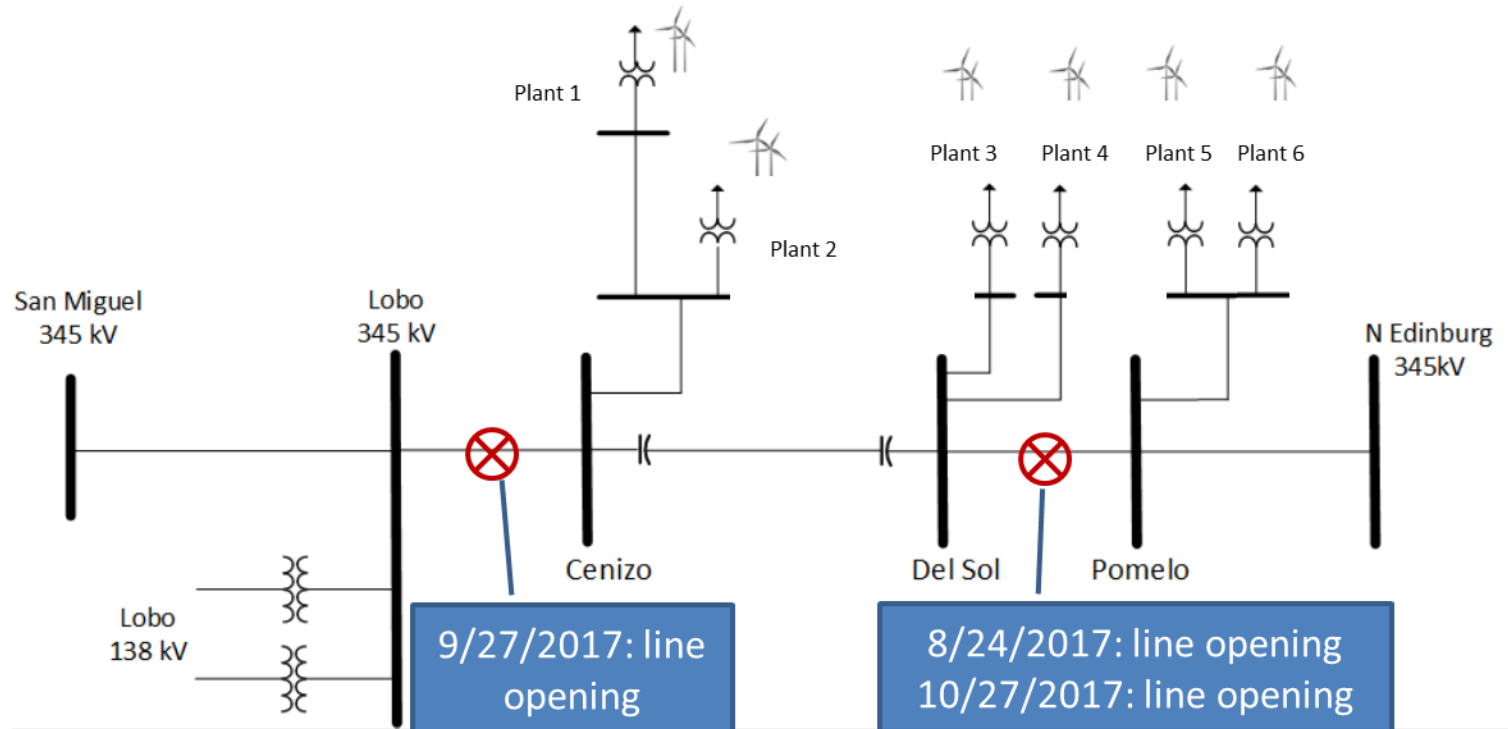 Plant 1
Plant 2
Plant 3
Plant 4
Plant 5
Plant 6
San Miguel
345 kV
Lobo
345 kV
N Edinburg
345kV
Cenizo
Del Sol
Pomelo
Lobo
138 kV
9/27/2017: line
opening
8/24/2017: line opening
10/27/2017: line opening